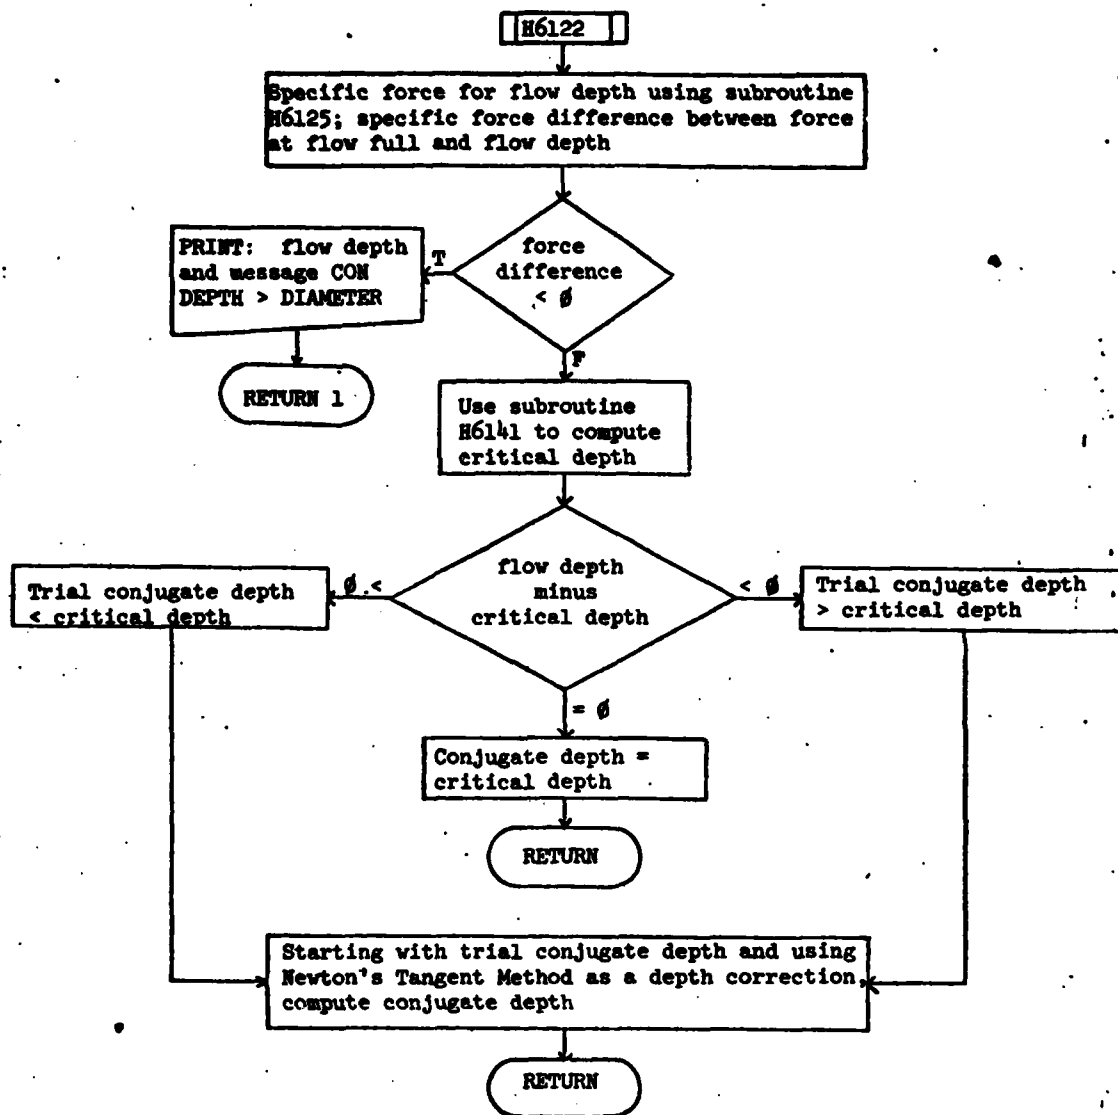 H6122
Specific force for flow depth using subroutine
H6125; specific force difference between force
at flow full and flow depth
force
difference
< Ø
T
PRINT: flow depth
and message CON
DEPTH > DIAMETER
RETURN 1
F
Use subroutine
H6141 to compute
critical depth
flow depth
minus
critical depth
Ø <
Trial conjugate depth
< critical depth
< Ø
Trial conjugate depth
> critical depth
= Ø
Conjugate depth =
critical depth
RETURN
Starting with trial conjugate depth and using
Newton's Tangent Method as a depth correction
compute conjugate depth
RETURN